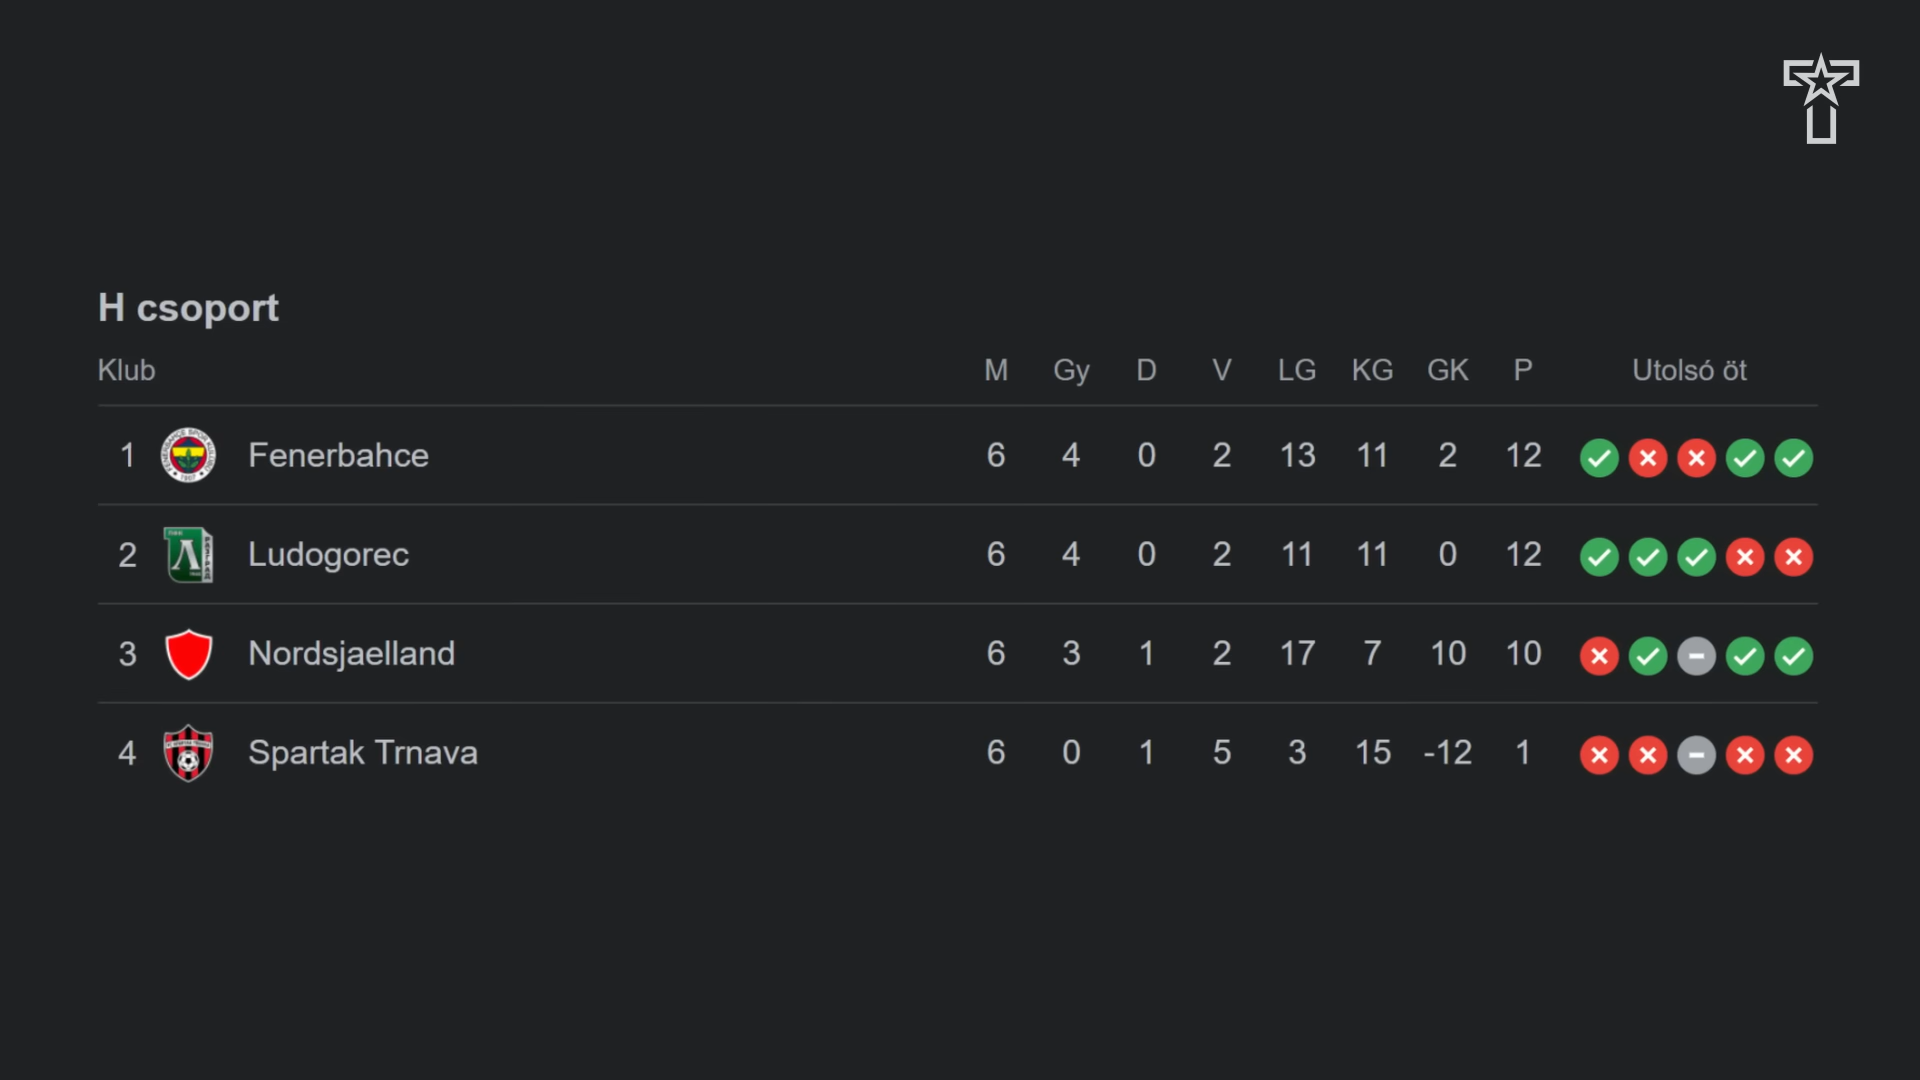 H csoport
Klub M Gy D V LG KG GK P Utolsó öt
1 Fenerbahce 6 4 0 2 13 11 2 12
2 Ludogorec 6 4 0 2 11 11 0 12
3 Nordsjaelland 6 3 1 2 17 7 10 10
4 Spartak Trnava 6 0 1 5 3 15 -12 1